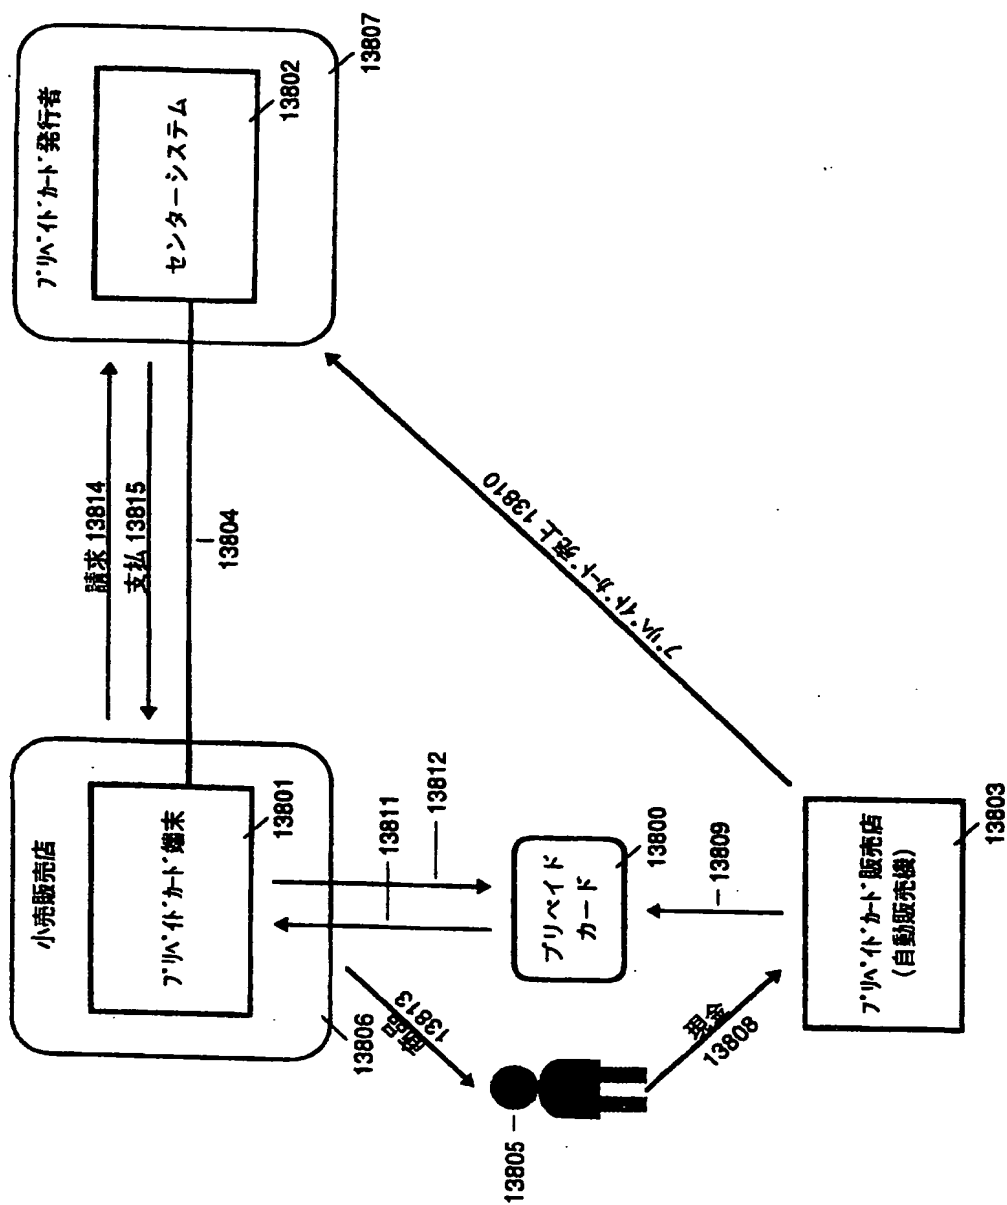 小売販売店
プリペイドカード端末
13801
13806
請求 13814
支払 13815
13804
プリペイドカード発行者
センターシステム
13802
13807
13811
13812
商品
13813
プリペイド
カード
13800
13805
現金
13808
13809
プリペイドカード売上 13810
プリペイドカード販売店
(自動販売機)
13803